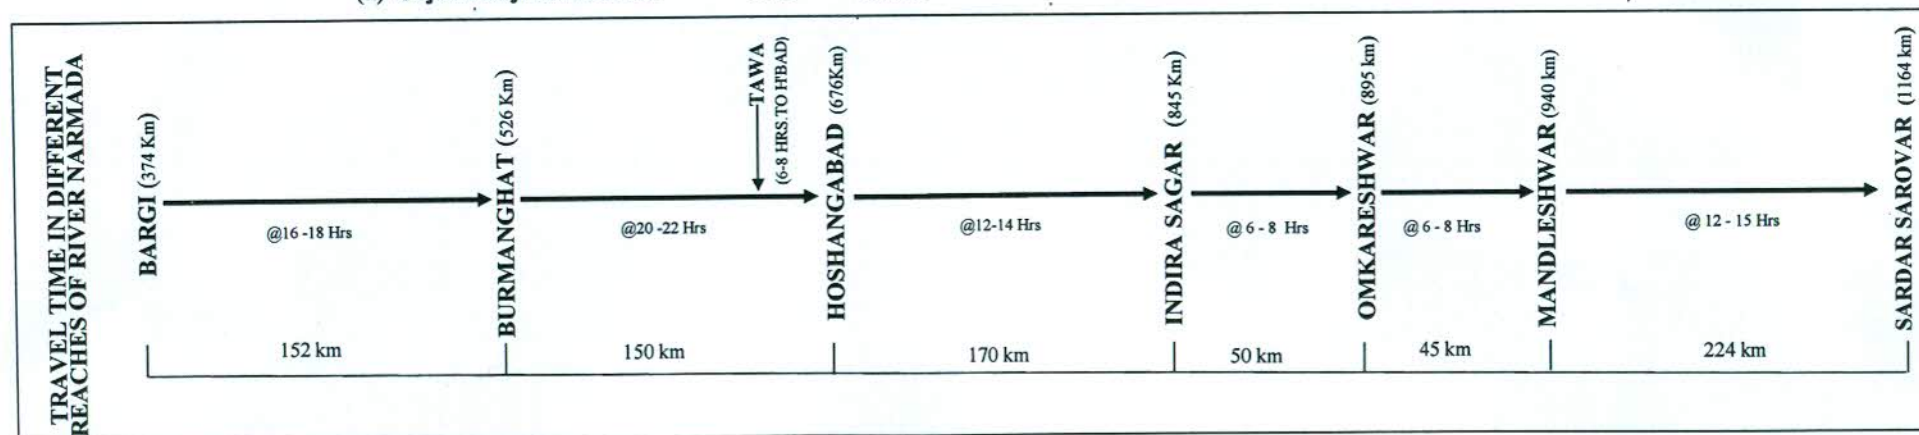 TRAVEL TIME IN DIFFERENT
REACHES OF RIVER NARMADA
BARGI (374 Km)
@16 -18 Hrs
BURMANGHAT (526 Km)
@20 -22 Hrs
TAWA
(6-8 HRS.TO H'BAD)
HOSHANGABAD (676Km)
@12-14 Hrs
INDIRA SAGAR (845 Km)
@ 6 - 8 Hrs
OMKARESHWAR (895 km)
@ 6 - 8 Hrs
MANDLESHWAR (940 km)
@ 12 - 15 Hrs
SARDAR SAROVAR (1164 km)
152 km
150 km
170 km
50 km
45 km
224 km